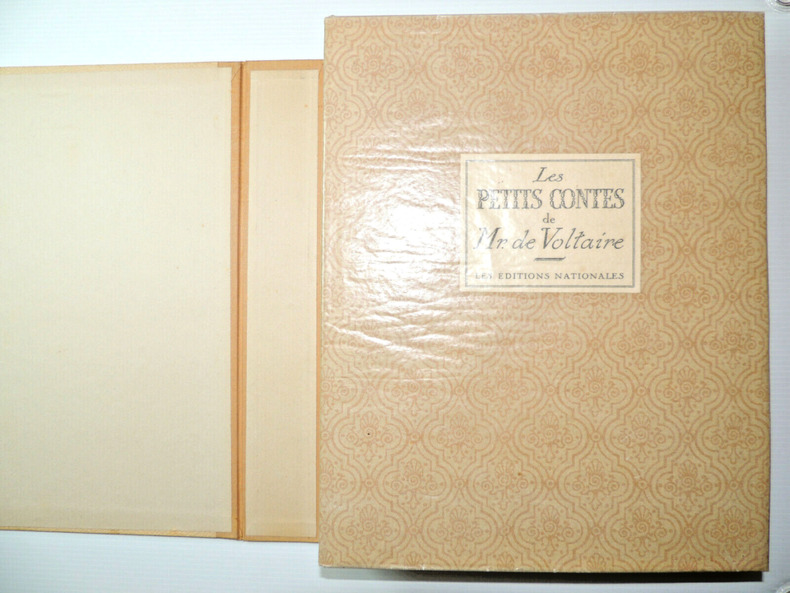 Les
PETITS CONTES
de
Mr. de Voltaire
LES EDITIONS NATIONALES